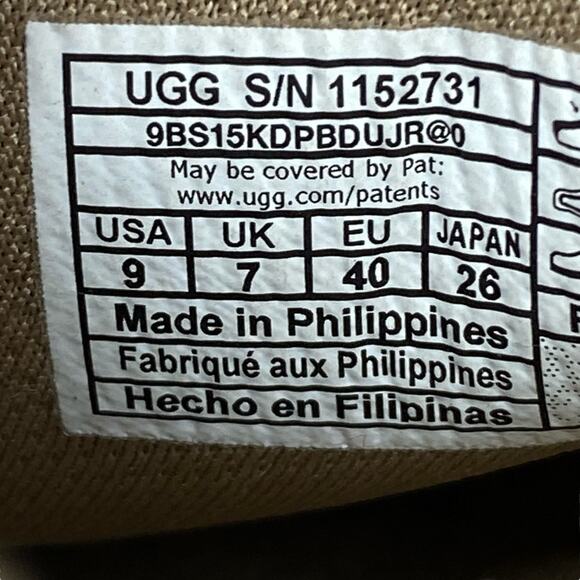 UGG S/N 1152731
9BS15KDPBDUJR@0
May be covered by Pat:
www.ugg.com/patents
USA UK EU JAPAN
9 7 40 26
Made in Philippines
Fabriqué aux Philippines
Hecho en Filipinas